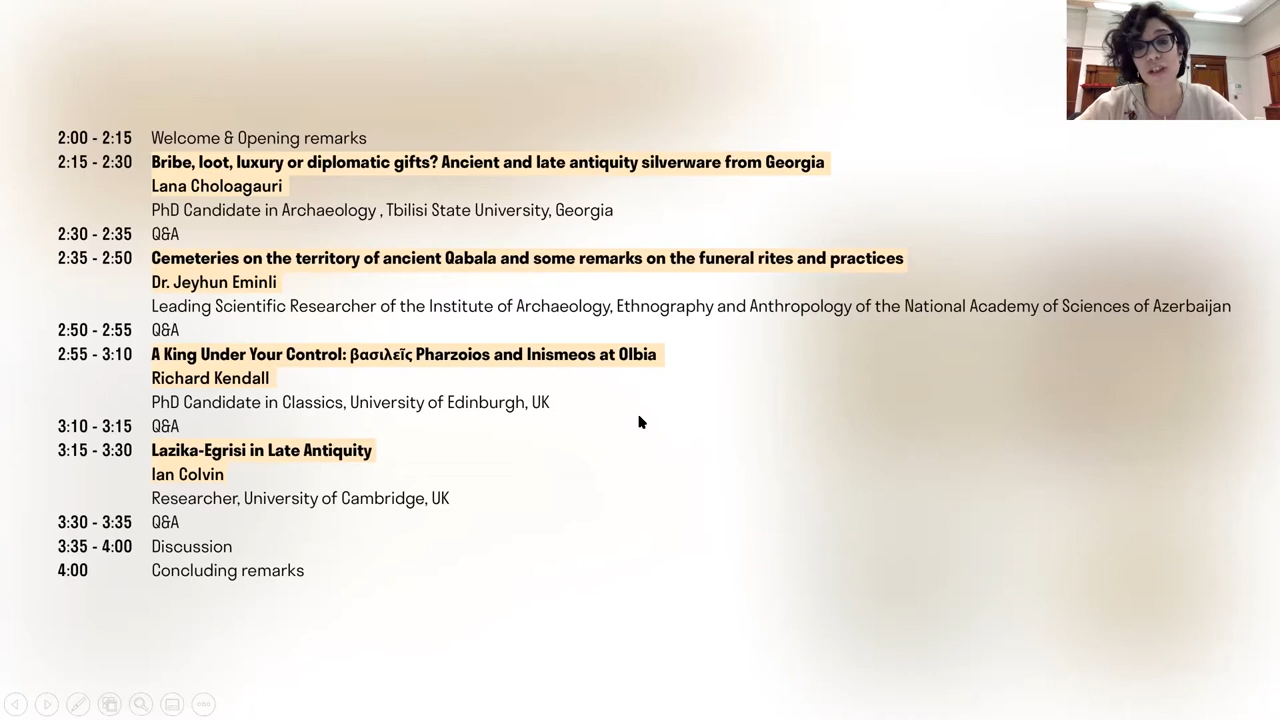 2:00 - 2:15 Welcome & Opening remarks
2:15 - 2:30 Bribe, loot, luxury or diplomatic gifts? Ancient and late antiquity silverware from Georgia
Lana Choloagauri
PhD Candidate in Archaeology , Tbilisi State University, Georgia
2:30 - 2:35 Q&A
2:35 - 2:50 Cemeteries on the territory of ancient Qabala and some remarks on the funeral rites and practices
Dr. Jeyhun Eminli
Leading Scientific Researcher of the Institute of Archaeology, Ethnography and Anthropology of the National Academy of Sciences of Azerbaijan
2:50 - 2:55 Q&A
2:55 - 3:10 A King Under Your Control: βασιλεῖς Pharzoios and Inismeos at Olbia
Richard Kendall
PhD Candidate in Classics, University of Edinburgh, UK
3:10 - 3:15 Q&A
3:15 - 3:30 Lazika-Egrisi in Late Antiquity
Ian Colvin
Researcher, University of Cambridge, UK
3:30 - 3:35 Q&A
3:35 - 4:00 Discussion
4:00 Concluding remarks